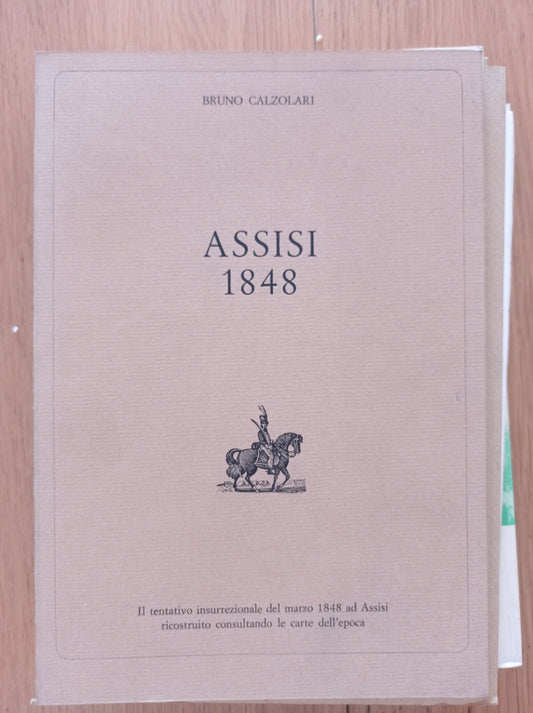 BRUNO CALZOLARI
ASSISI
1848
Il tentativo insurrezionale del marzo 1848 ad Assisi
ricostruito consultando le carte dell'epoca